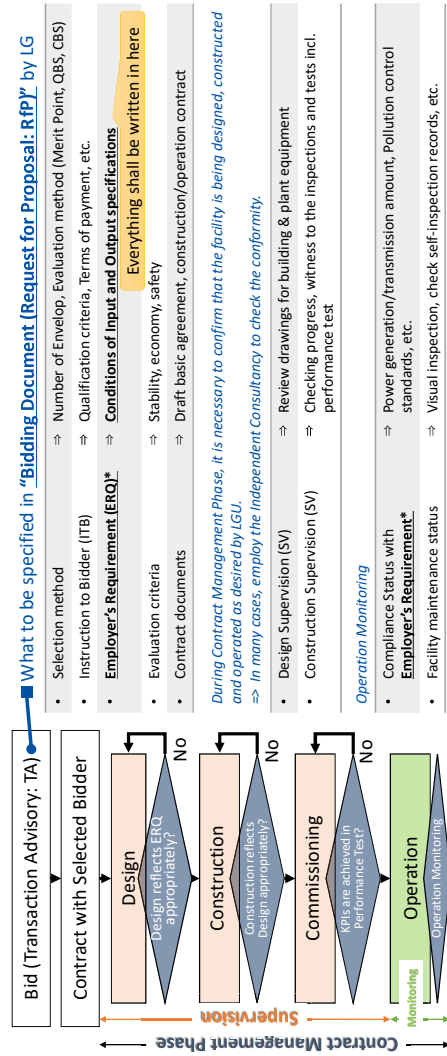 Bid (Transaction Advisory: TA)
Contract with Selected Bidder
Design
Design reflects ERQ
appropriately?
No
Construction
Construction reflects
Design appropriately?
No
Commissioning
KPIs are achieved in
Performance Test?
No
Operation
Operation Monitoring
Supervision
Monitoring
Contract Management Phase
What to be specified in "Bidding Document (Request for Proposal: RfP)" by LG
• Selection method ⇒ Number of Envelop, Evaluation method (Merit Point, QBS, CBS)
• Instruction to Bidder (ITB) ⇒ Qualification criteria, Terms of payment, etc.
• Employer's Requirement (ERQ)* ⇒ Conditions of Input and Output specifications
Everything shall be written in here
• Evaluation criteria ⇒ Stability, economy, safety
• Contract documents ⇒ Draft basic agreement, construction/operation contract
During Contract Management Phase, it is necessary to confirm that the facility is being designed, constructed
and operated as desired by LGU.
=> In many cases, employ the Independent Consultancy to check the conformity.
• Design Supervision (SV) ⇒ Review drawings for building & plant equipment
• Construction Supervision (SV) ⇒ Checking progress, witness to the inspections and tests incl.
performance test
Operation Monitoring
• Compliance Status with ⇒ Power generation/transmission amount, Pollution control
Employer's Requirement* standards, etc.
• Facility maintenance status ⇒ Visual inspection, check self-inspection records, etc.